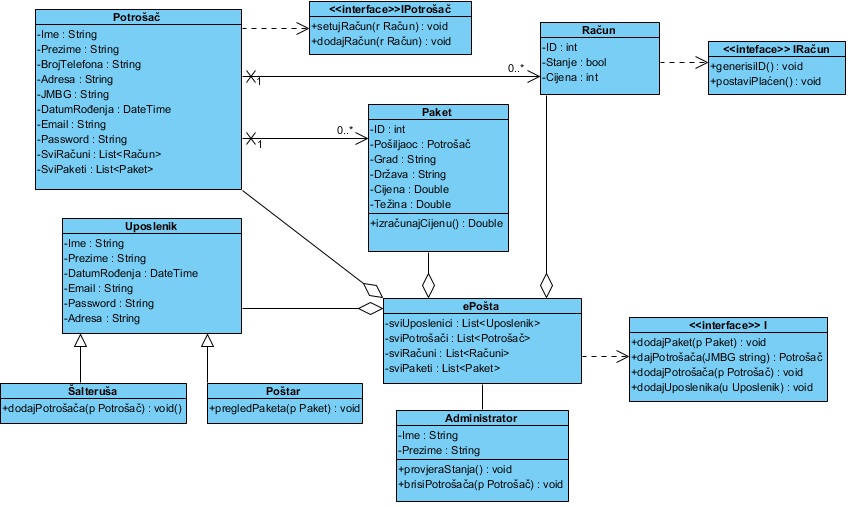 Potrošač
-Ime : String
-Prezime : String
-BrojTelefona : String
-Adresa : String
-JMBG : String
-DatumRođenja : DateTime
-Email : String
-Password : String
-SviRačuni : List<Račun>
-SviPaketi : List<Paket>
<<interface>>IPotrošač
+setujRačun(r Račun) : void
+dodajRačun(r Račun) : void
Račun
-ID : int
-Stanje : bool
-Cijena : int
<<inteface>> IRačun
+generisiID() : void
+postaviPlaćen() : void
1
0..*
1
0..*
Paket
-ID : int
-Pošiljaoc : Potrošač
-Grad : String
-Država : String
-Cijena : Double
-Težina : Double
+izračunajCijenu() : Double
Uposlenik
-Ime : String
-Prezime : String
-DatumRođenja : DateTime
-Email : String
-Password : String
-Adresa : String
ePošta
-sviUposlenici : List<Uposlenik>
-sviPotrošači : List<Potrošač>
-sviRačuni : List<Računi>
-sviPaketi : List<Paket>
<<interface>> I
+dodajPaket(p Paket) : void
+dajPotrošača(JMBG string) : Potrošač
+dodajPotrošača(p Potrošač) : void
+dodajUposlenika(u Uposlenik) : void
Šalteruša
+dodajPotrošača(p Potrošač) : void()
Poštar
+pregledPaketa(p Paket) : void
Administrator
-Ime : String
-Prezime : String
+provjeraStanja() : void
+brisiPotrošača(p Potrošač) : void